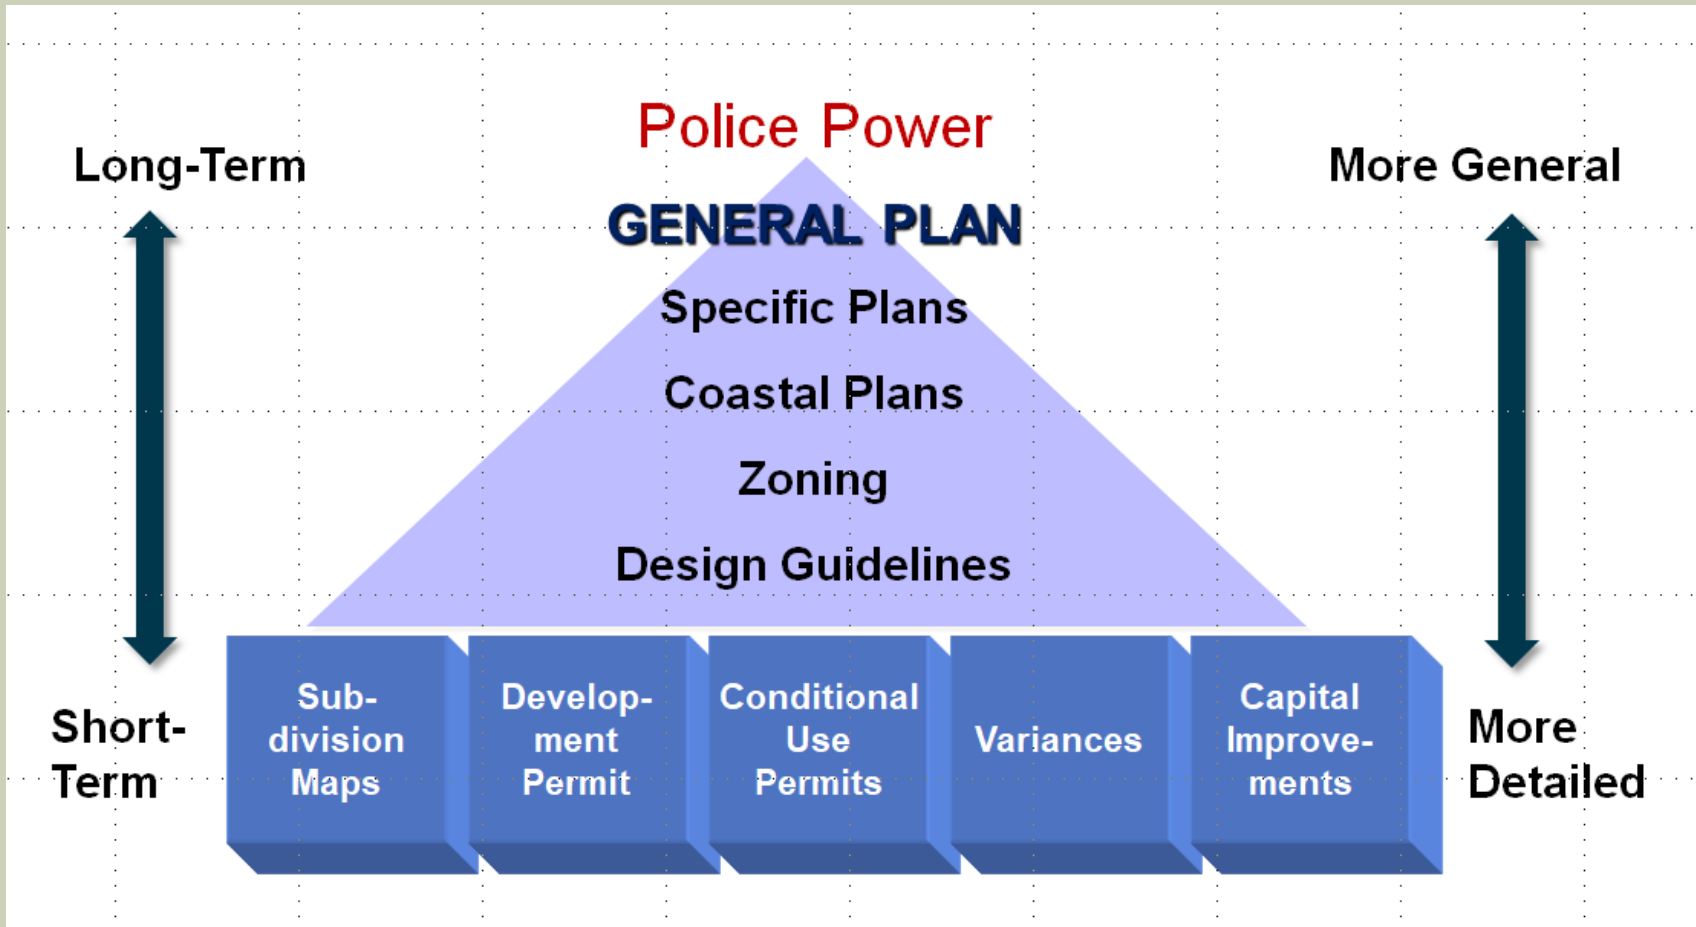 Police Power
Long-Term
More General
GENERAL PLAN
Specific Plans
Coastal Plans
Zoning
Design Guidelines
Short-
Term
Sub-
division
Maps
Develop-
ment
Permit
Conditional
Use
Permits
Variances
Capital
Improve-
ments
More
Detailed